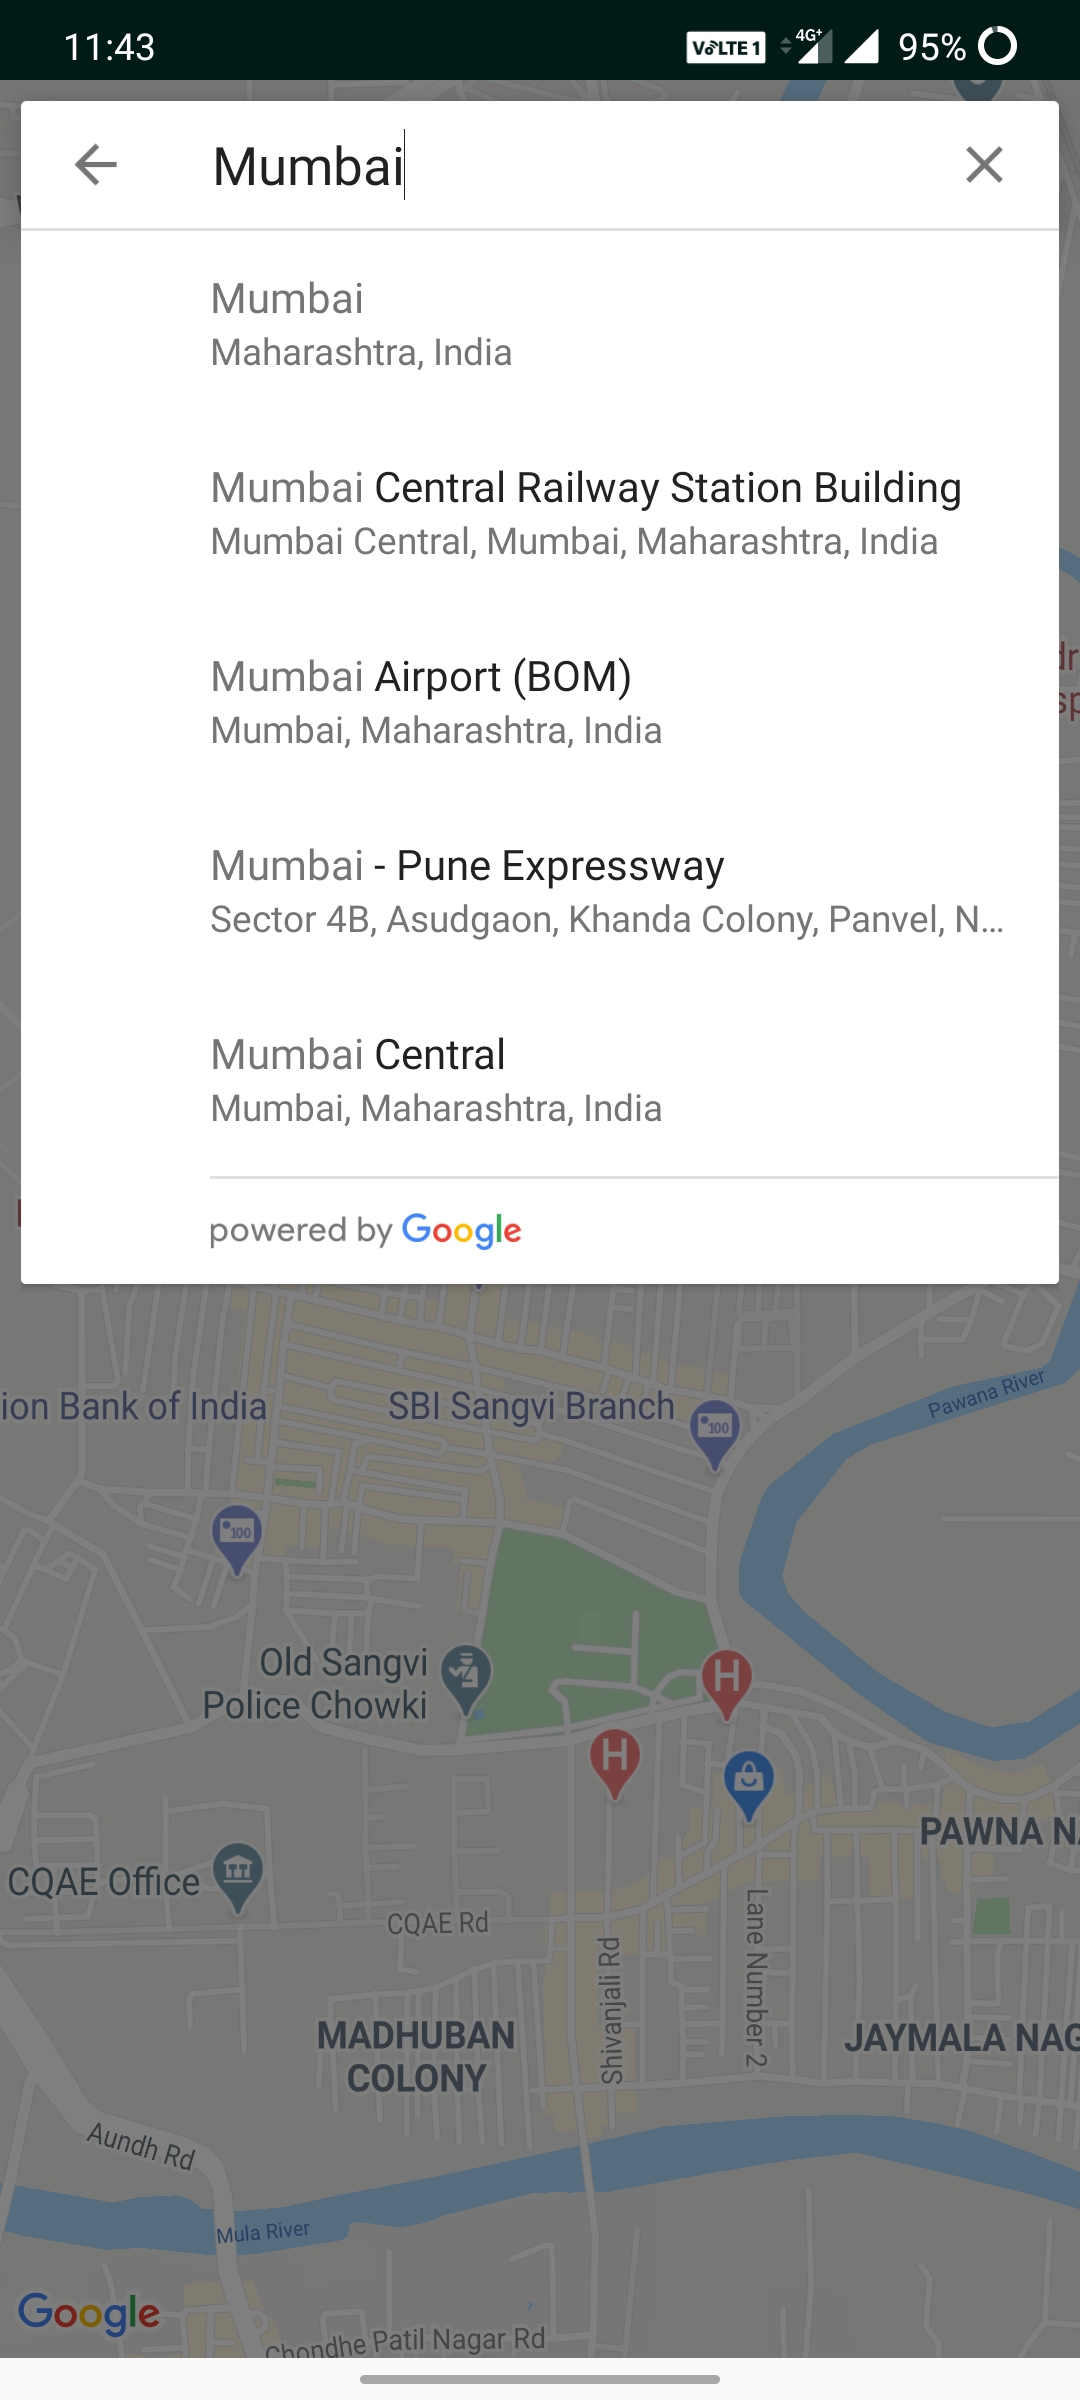 11:43
VoLTE 1 4G+ 95%
Mumbai
Mumbai
Maharashtra, India
Mumbai Central Railway Station Building
Mumbai Central, Mumbai, Maharashtra, India
Mumbai Airport (BOM)
Mumbai, Maharashtra, India
Mumbai - Pune Expressway
Sector 4B, Asudgaon, Khanda Colony, Panvel, N...
Mumbai Central
Mumbai, Maharashtra, India
powered by Google
ion Bank of India
SBI Sangvi Branch
Pawana River
100
100
Old Sangvi
Police Chowki
H
H
PAWNA NA
CQAE Office
CQAE Rd
Shivanjali Rd
Lane Number 2
MADHUBAN
COLONY
JAYMALA NAG
Aundh Rd
Mula River
Google
Chondhe Patil Nagar Rd